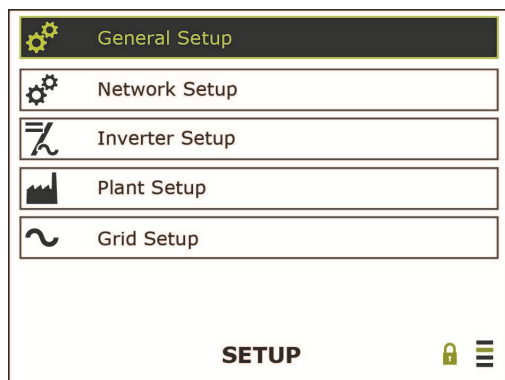 General Setup
Network Setup
Inverter Setup
Plant Setup
Grid Setup
SETUP